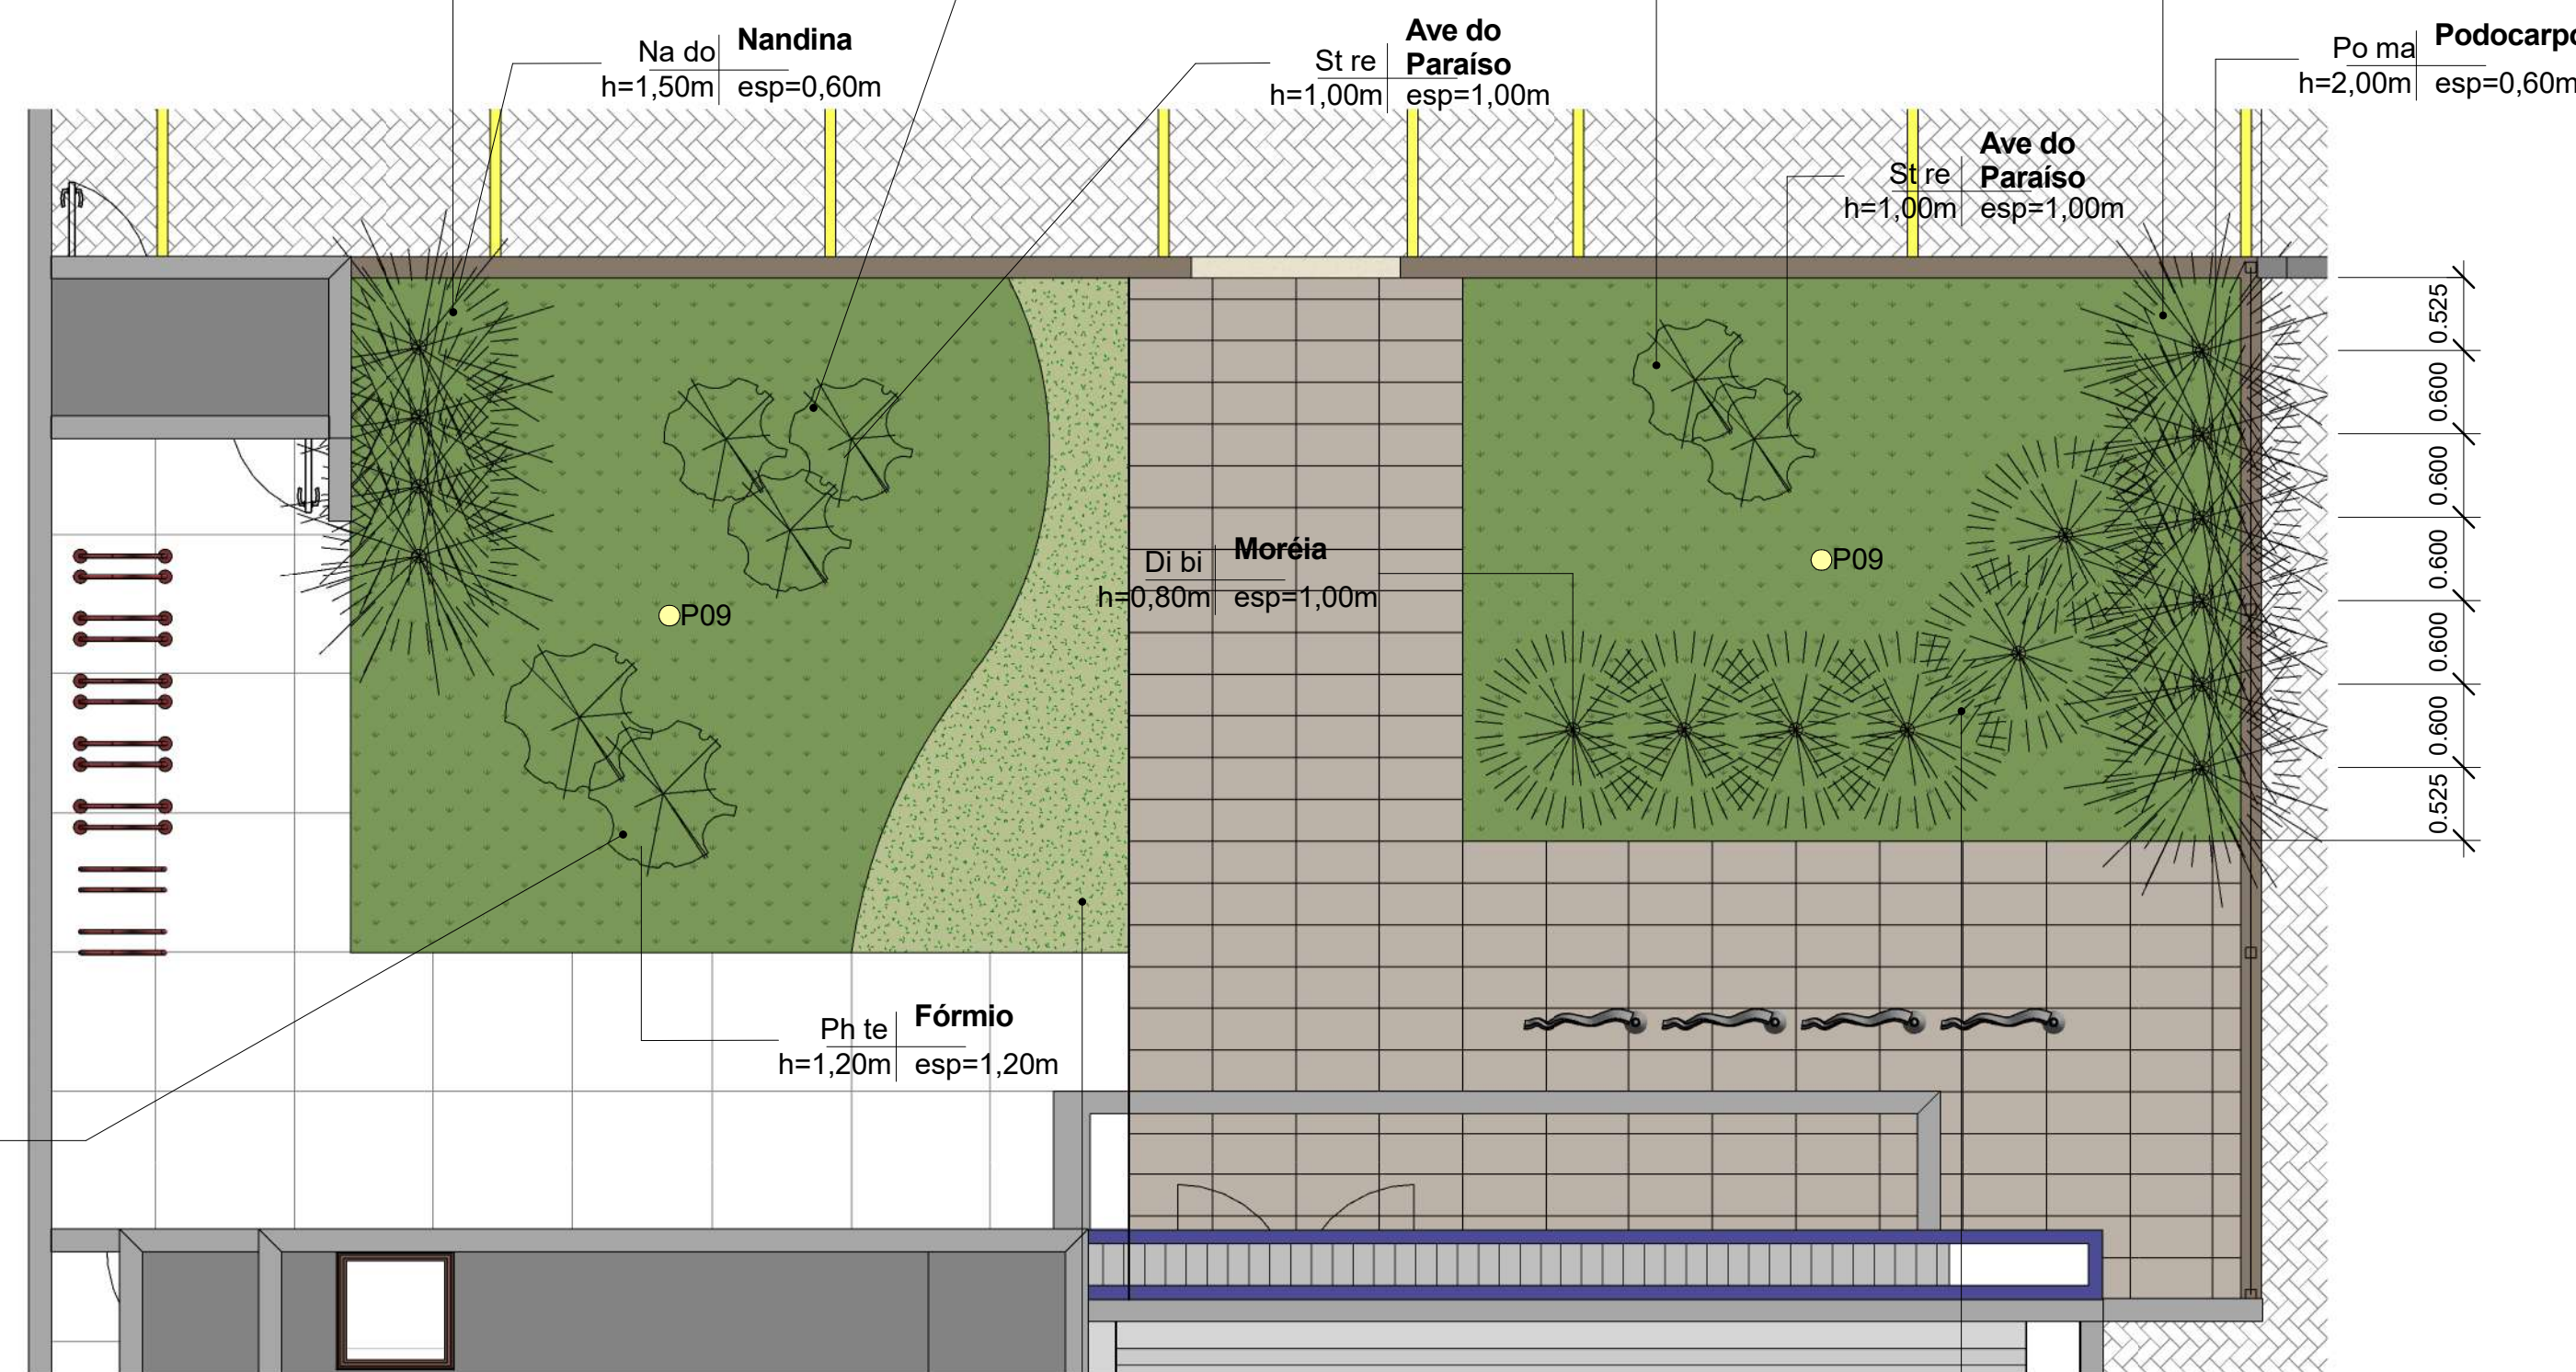 Na do Nandina
h=1,50m esp=0,60m
St re Ave do
Paraíso
h=1,00m esp=1,00m
Po ma Podocarpo
h=2,00m esp=0,60m
St re Ave do
Paraíso
h=1,00m esp=1,00m
0.525
0.600
0.600
0.600
0.600
0.600
0.525
Di bi Moréia
h=0,80m esp=1,00m
P09
P09
Ph te Fórmio
h=1,20m esp=1,20m